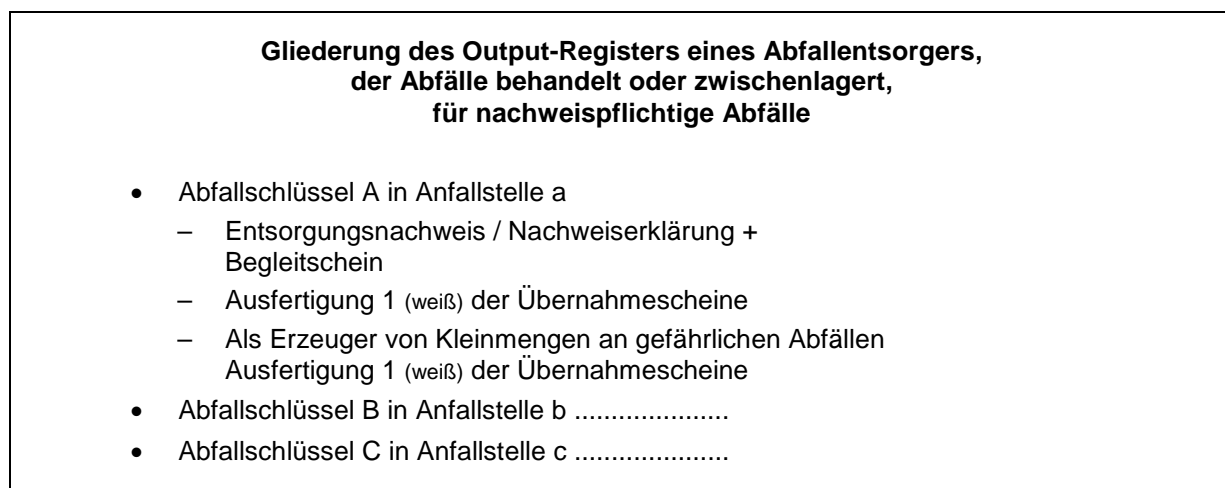 Gliederung des Output-Registers eines Abfallentsorgers,
der Abfälle behandelt oder zwischenlagert,
für nachweispflichtige Abfälle
• Abfallschlüssel A in Anfallstelle a
– Entsorgungsnachweis / Nachweiserklärung +
Begleitschein
– Ausfertigung 1 (weiß) der Übernahmescheine
– Als Erzeuger von Kleinmengen an gefährlichen Abfällen
Ausfertigung 1 (weiß) der Übernahmescheine
• Abfallschlüssel B in Anfallstelle b .....................
• Abfallschlüssel C in Anfallstelle c .....................